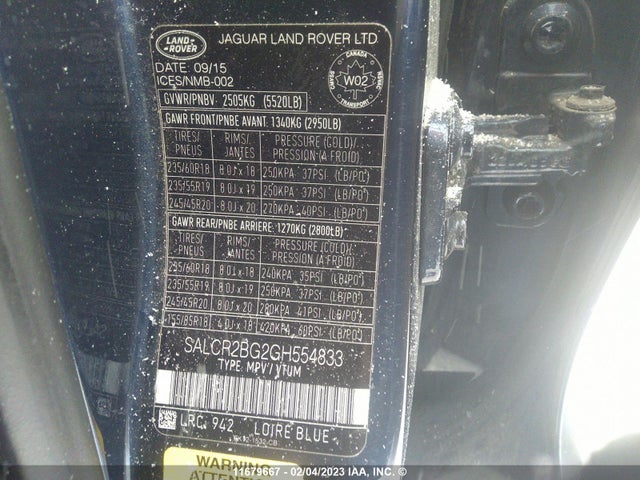 LAND ROVER
JAGUAR LAND ROVER LTD
DATE: 09/15
ICES/NMB-002
CANADA
W02
GVWR/PNBV : 2505KG (5520LB)
GAWR FRONT/PNBE AVANT: 1340KG (2950LB)
TIRES/PNEUS RIMS/JANTES PRESSURE (COLD)/PRESSION (A FROID)
235/60R18 8.0J x 18 250KPA 37PSI (LB/PO²)
235/55R19 8.0J x 19 250KPA 37PSI (LB/PO²)
245/45R20 8.0J x 20 270KPA 40PSI (LB/PO²)
GAWR REAR/PNBE ARRIERE: 1270KG (2800LB)
TIRES/PNEUS RIMS/JANTES PRESSURE (COLD)/PRESSION (A FROID)
235/60R18 8.0J x 18 240KPA 35PSI (LB/PO²)
235/55R19 8.0J x 19 250KPA 37PSI (LB/PO²)
245/45R20 8.0J x 20 280KPA 41PSI (LB/PO²)
155/85R18 4.0J x 18 420KPA 60PSI (LB/PO²)
SALCR2BG2GH554833
TYPE: MPV / VTUM
LRC 942 LOIRE BLUE
WARNING
ATTENTION
11679667 - 02/04/2023 IAA, Inc. ©